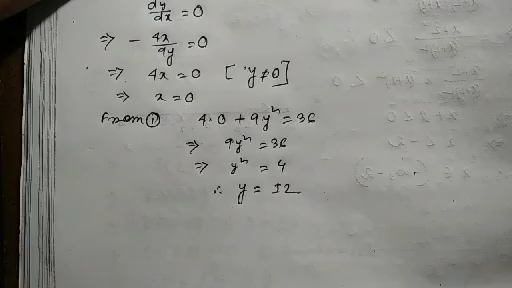 dy/dx = 0
⇒ - 4x/9y = 0
⇒ 4x = 0 [∵ y ≠ 0]
⇒ x = 0
From ① 4.0 + 9y² = 36
⇒ 9y² = 36
⇒ y² = 4
∴ y = ±2